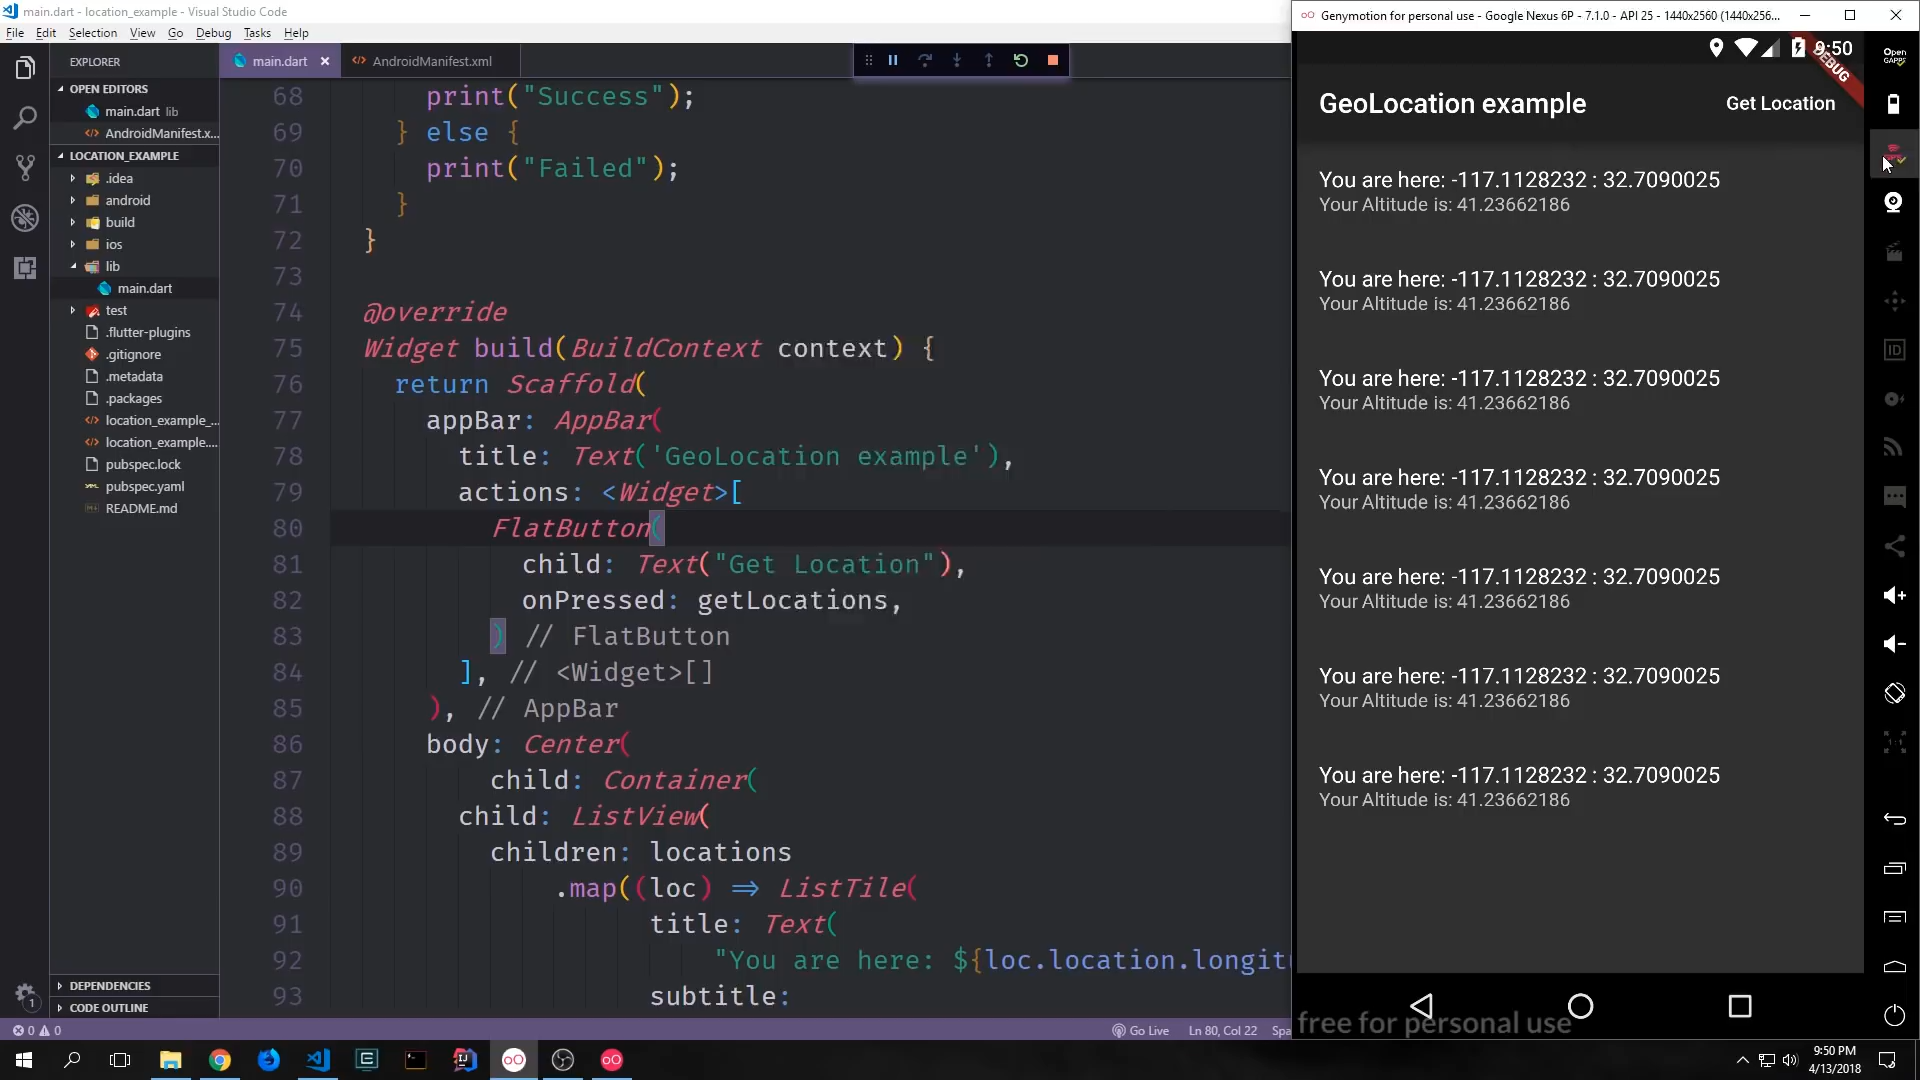 main.dart - location_example - Visual Studio Code
File Edit Selection View Go Debug Tasks Help
EXPLORER
OPEN EDITORS
main.dart lib
AndroidManifest.x...
LOCATION_EXAMPLE
.idea
android
build
ios
lib
main.dart
test
.flutter-plugins
.gitignore
.metadata
.packages
location_example_...
location_example....
pubspec.lock
pubspec.yaml
README.md
DEPENDENCIES
CODE OUTLINE
main.dart
AndroidManifest.xml
68 print("Success");
69 } else {
70 print("Failed");
71 }
72 }
73
74 @override
75 Widget build(BuildContext context) {
76 return Scaffold(
77 appBar: AppBar(
78 title: Text('GeoLocation example'),
79 actions: <Widget>[
80 FlatButton(
81 child: Text("Get Location"),
82 onPressed: getLocations,
83 ) // FlatButton
84 ], // <Widget>[]
85 ), // AppBar
86 body: Center(
87 child: Container(
88 child: ListView(
89 children: locations
90 .map((loc) => ListTile(
91 title: Text(
92 "You are here: ${loc.location.longit
93 subtitle:
Genymotion for personal use - Google Nexus 6P - 7.1.0 - API 25 - 1440x2560 (1440x256...
9:50
DEBUG
GeoLocation example
Get Location
You are here: -117.1128232 : 32.7090025
Your Altitude is: 41.23662186
You are here: -117.1128232 : 32.7090025
Your Altitude is: 41.23662186
You are here: -117.1128232 : 32.7090025
Your Altitude is: 41.23662186
You are here: -117.1128232 : 32.7090025
Your Altitude is: 41.23662186
You are here: -117.1128232 : 32.7090025
Your Altitude is: 41.23662186
You are here: -117.1128232 : 32.7090025
Your Altitude is: 41.23662186
You are here: -117.1128232 : 32.7090025
Your Altitude is: 41.23662186
free for personal use
Open
GAPPS
ID
1:1
1
0 0
Go Live
Ln 80, Col 22
Spa
9:50 PM
4/13/2018